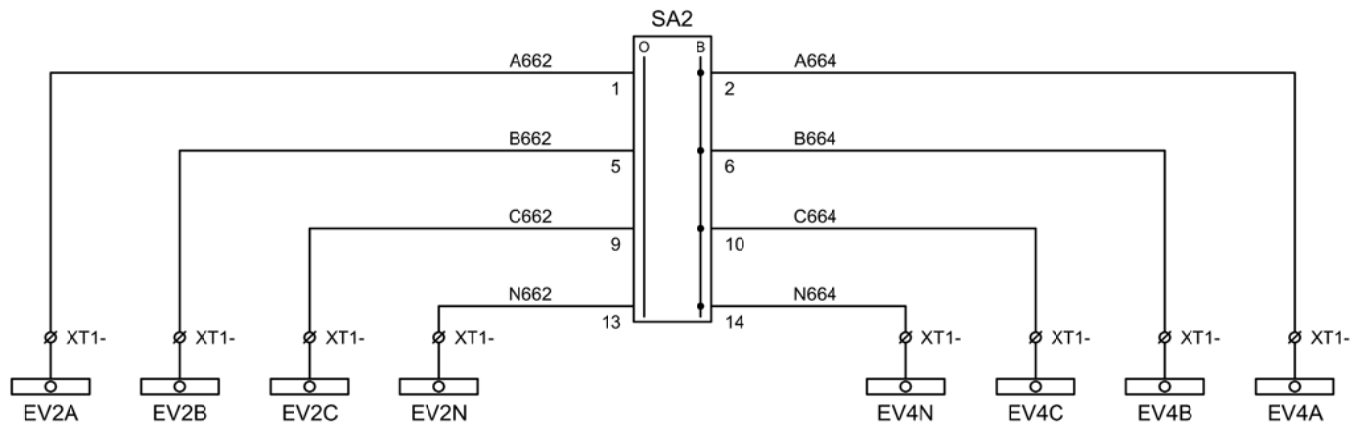 SA2
O B
A662 A664
1 2
B662 B664
5 6
C662 C664
9 10
N662 N664
13 14
XT1- XT1- XT1- XT1- XT1- XT1- XT1- XT1-
EV2A EV2B EV2C EV2N EV4N EV4C EV4B EV4A